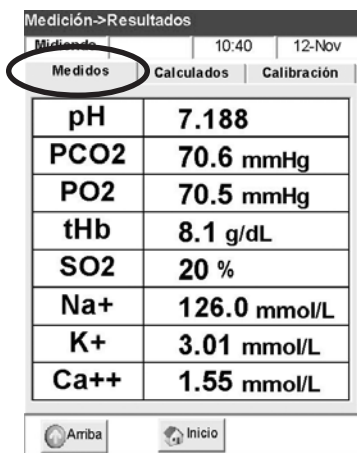 Medición->Resultados
Midiendo 10:40 12-Nov
Medidos Calculados Calibración
pH 7.188
PCO2 70.6 mmHg
PO2 70.5 mmHg
tHb 8.1 g/dL
SO2 20 %
Na+ 126.0 mmol/L
K+ 3.01 mmol/L
Ca++ 1.55 mmol/L
Arriba Inicio